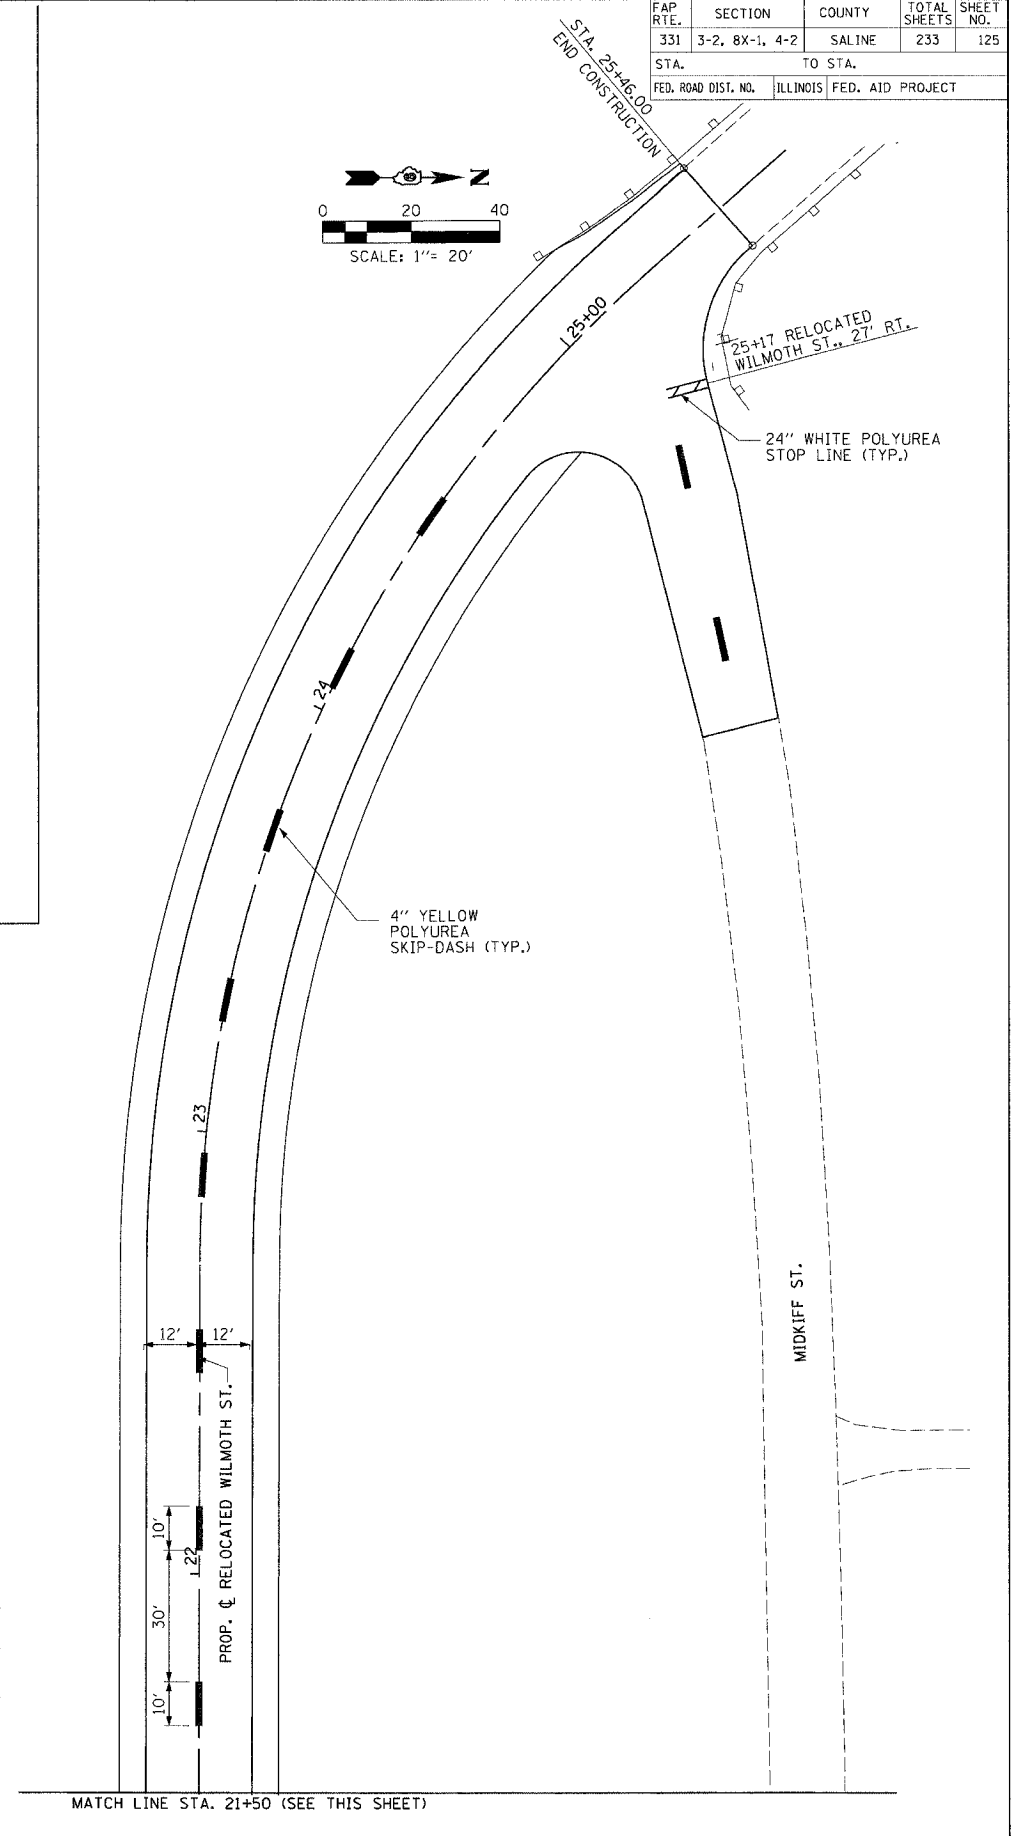 FAP RTE. SECTION COUNTY TOTAL SHEETS SHEET NO.
331 3-2, 8X-1, 4-2 SALINE 233 125
STA. TO STA.
FED. ROAD DIST. NO. ILLINOIS FED. AID PROJECT
STA. 25+46.00
END CONSTRUCTION
N
0 20 40
SCALE: 1"= 20'
25+00
25+17 RELOCATED
WILMOTH ST., 27' RT.
24" WHITE POLYUREA
STOP LINE (TYP.)
24
4" YELLOW
POLYUREA
SKIP-DASH (TYP.)
23
12' 12'
MIDKIFF ST.
PROP. ℄ RELOCATED WILMOTH ST.
10'
22
30'
10'
MATCH LINE STA. 21+50 (SEE THIS SHEET)